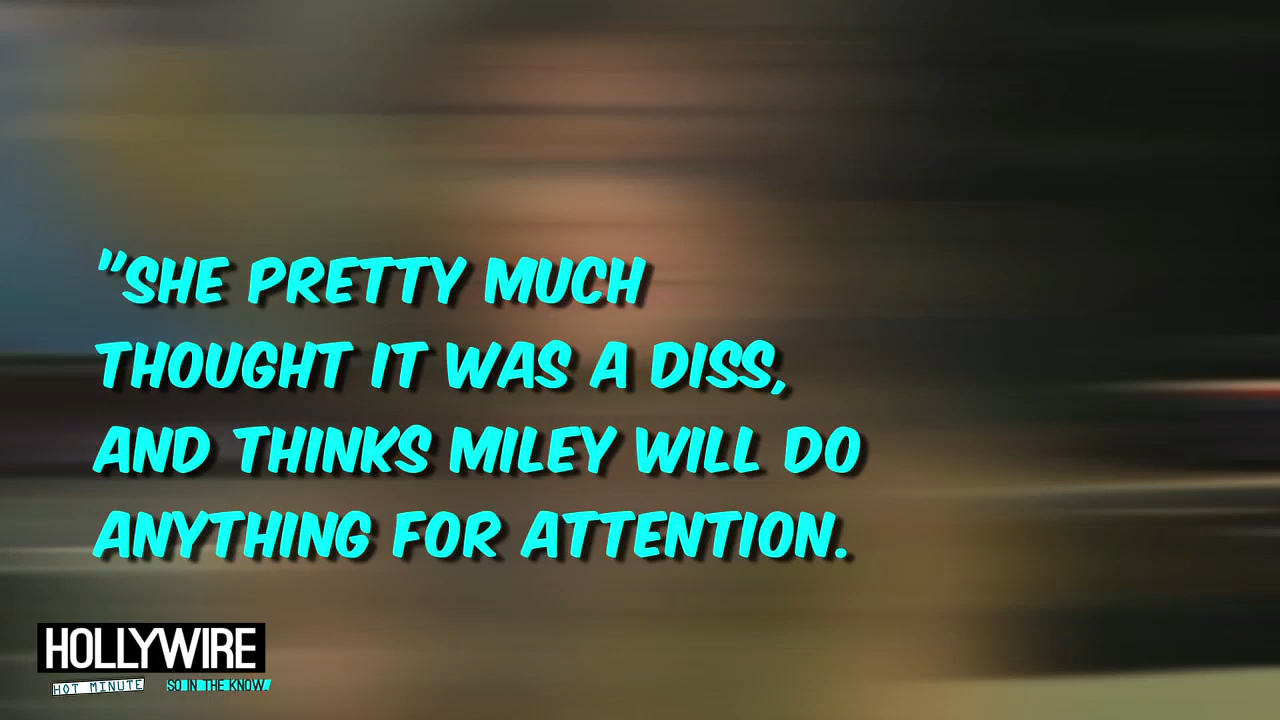 "SHE PRETTY MUCH
THOUGHT IT WAS A DISS,
AND THINKS MILEY WILL DO
ANYTHING FOR ATTENTION.
HOLLYWIRE
HOT MINUTE SO IN THE KNOW.